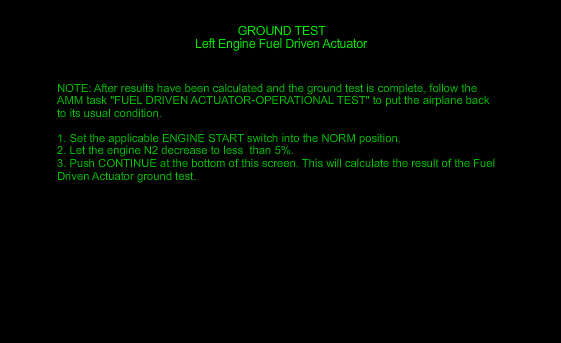 GROUND TEST
Left Engine Fuel Driven Actuator
NOTE: After results have been calculated and the ground test is complete, follow the
AMM task "FUEL DRIVEN ACTUATOR-OPERATIONAL TEST" to put the airplane back
to its usual condition.
1. Set the applicable ENGINE START switch into the NORM position.
2. Let the engine N2 decrease to less  than 5%.
3. Push CONTINUE at the bottom of this screen. This will calculate the result of the Fuel
Driven Actuator ground test.